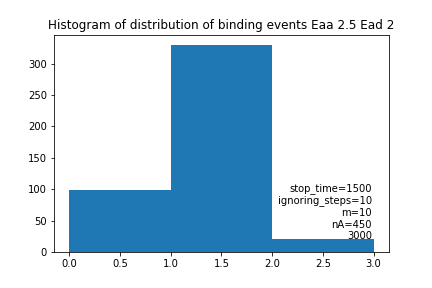 Histogram of distribution of binding events Eaa 2.5 Ead 2
300
250
200
150
100
50
0
stop_time=1500
ignoring_steps=10
m=10
nA=450
3000
0.0 0.5 1.0 1.5 2.0 2.5 3.0